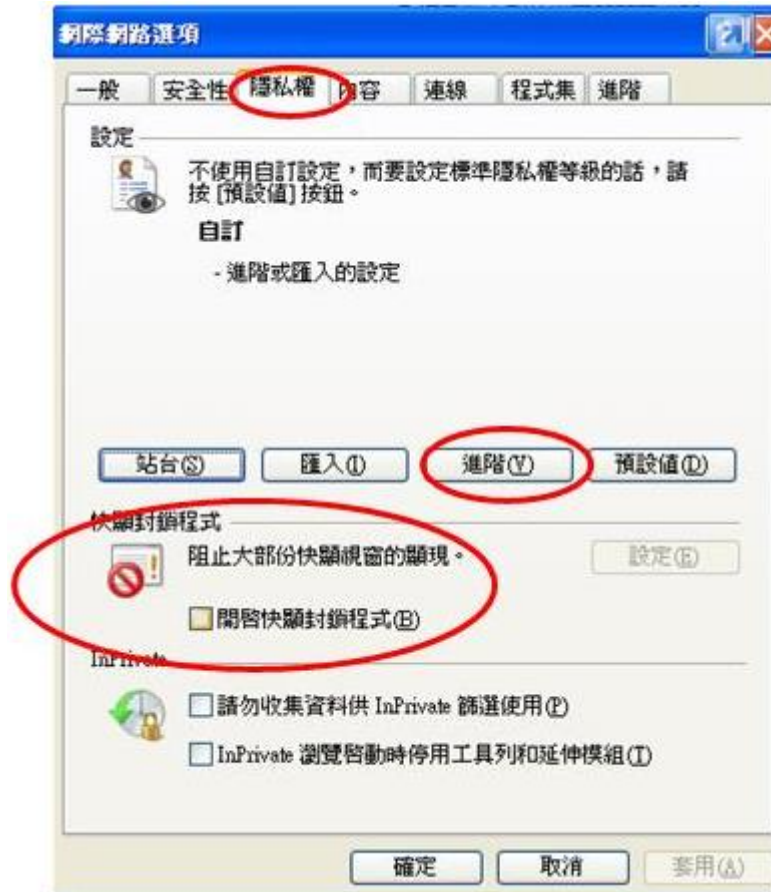 網際網路選項
一般 安全性 隱私權 內容 連線 程式集 進階
設定
不使用自訂設定，而要設定標準隱私權等級的話，請
按 [預設值] 按鈕。
自訂
- 進階或匯入的設定
站台(S) 匯入(I) 進階(V) 預設值(D)
快顯封鎖程式
阻止大部份快顯視窗的顯現。 設定(E)
開啟快顯封鎖程式(B)
InPrivate
請勿收集資料供 InPrivate 篩選使用(P)
InPrivate 瀏覽啟動時停用工具列和延伸模組(T)
確定 取消 套用(A)